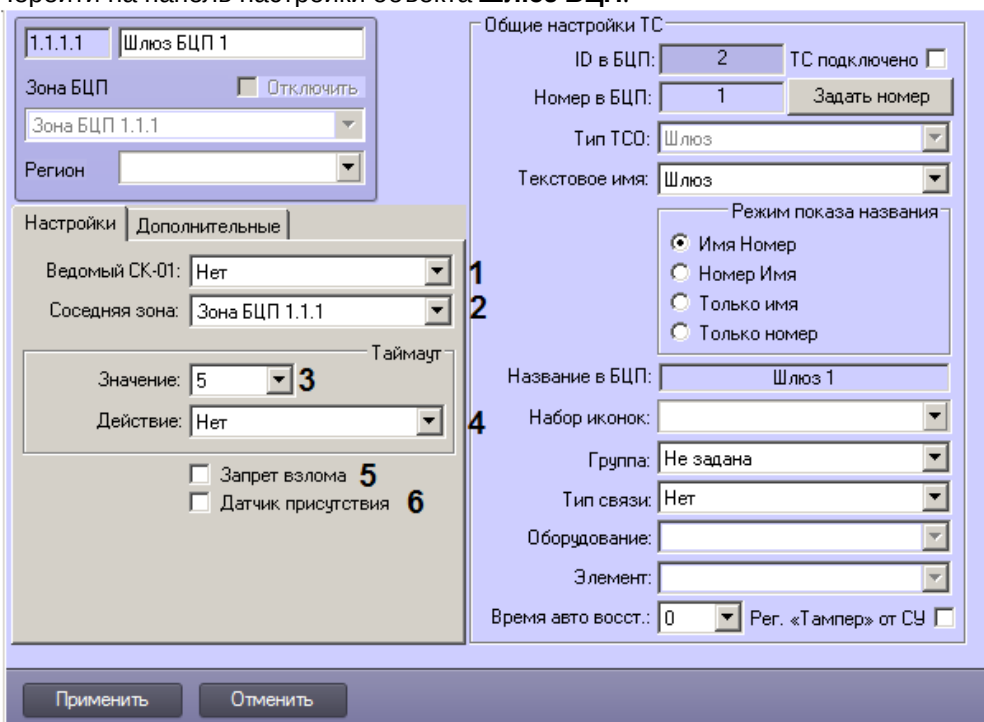 перейти на панель настройки объекта Шлюз БЦП.
1.1.1.1 Шлюз БЦП 1
Зона БЦП Отключить
Зона БЦП 1.1.1
Регион
Настройки Дополнительные
Ведомый СК-01: Нет 1
Соседняя зона: Зона БЦП 1.1.1 2
Таймаут
Значение: 5 3
Действие: Нет 4
Запрет взлома 5
Датчик присутствия 6
Общие настройки ТС
ID в БЦП: 2 ТС подключено
Номер в БЦП: 1 Задать номер
Тип ТСО: Шлюз
Текстовое имя: Шлюз
Режим показа названия
Имя Номер
Номер Имя
Только имя
Только номер
Название в БЦП: Шлюз 1
Набор иконок:
Группа: Не задана
Тип связи: Нет
Оборудование:
Элемент:
Время авто восст.: 0 Рег. «Тампер» от СУ
Применить Отменить